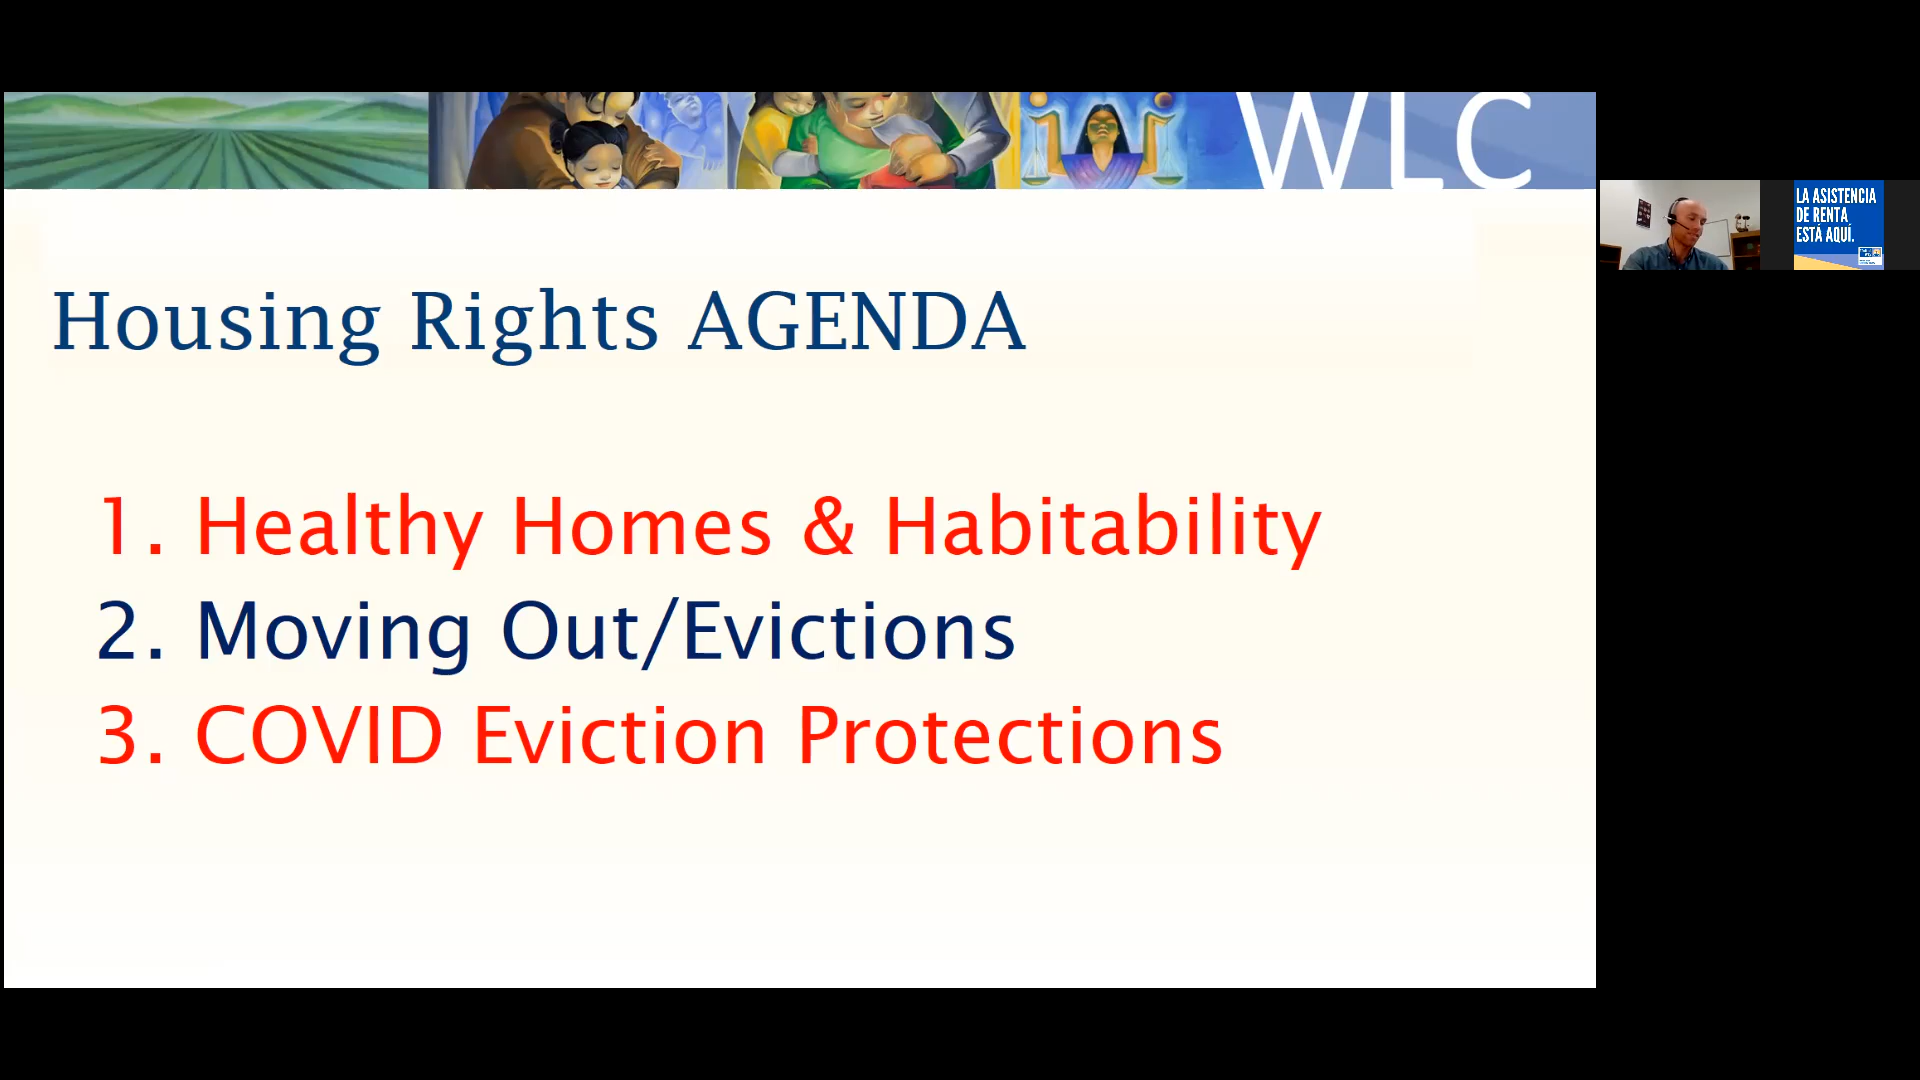 WLC
Housing Rights AGENDA
1. Healthy Homes & Habitability
2. Moving Out/Evictions
3. COVID Eviction Protections
LA ASISTENCIA
DE RENTA
ESTÁ AQUÍ.